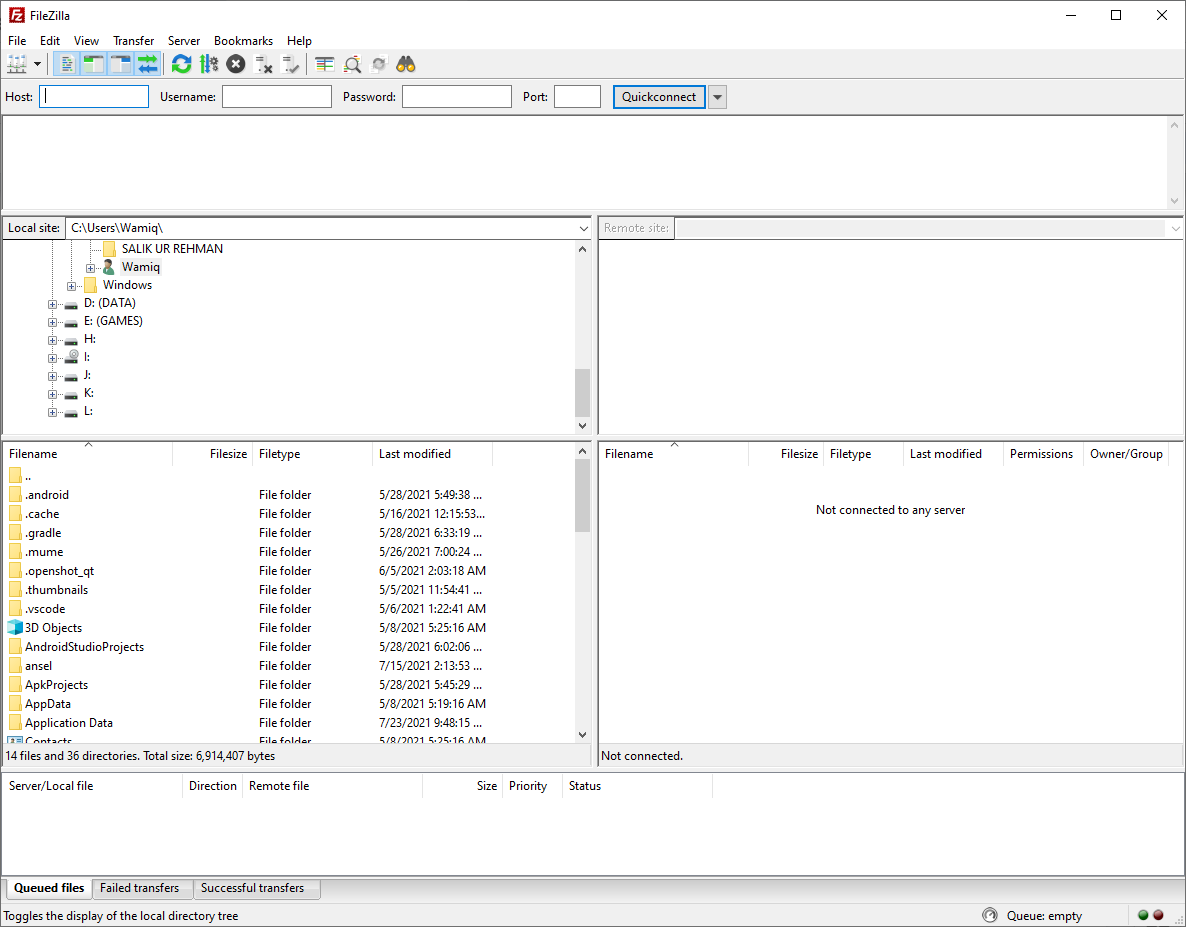 FileZilla
File Edit View Transfer Server Bookmarks Help
Host: Username: Password: Port: Quickconnect
Local site: C:\Users\Wamiq\
Remote site:
SALIK UR REHMAN
Wamiq
Windows
D: (DATA)
E: (GAMES)
H:
I:
J:
K:
L:
Filename Filesize Filetype Last modified
..
.android File folder 5/28/2021 5:49:38 ...
.cache File folder 5/16/2021 12:15:53...
.gradle File folder 5/28/2021 6:33:19 ...
.mume File folder 5/26/2021 7:00:24 ...
.openshot_qt File folder 6/5/2021 2:03:18 AM
.thumbnails File folder 5/5/2021 11:54:41 ...
.vscode File folder 5/6/2021 1:22:41 AM
3D Objects File folder 5/8/2021 5:25:16 AM
AndroidStudioProjects File folder 5/28/2021 6:02:06 ...
ansel File folder 7/15/2021 2:13:53 ...
ApkProjects File folder 5/28/2021 5:45:29 ...
AppData File folder 5/8/2021 5:19:16 AM
Application Data File folder 7/23/2021 9:48:15 ...
Contacts File folder 5/8/2021 5:25:16 AM
14 files and 36 directories. Total size: 6,914,407 bytes
Filename Filesize Filetype Last modified Permissions Owner/Group
Not connected to any server
Not connected.
Server/Local file Direction Remote file Size Priority Status
Queued files Failed transfers Successful transfers
Toggles the display of the local directory tree Queue: empty